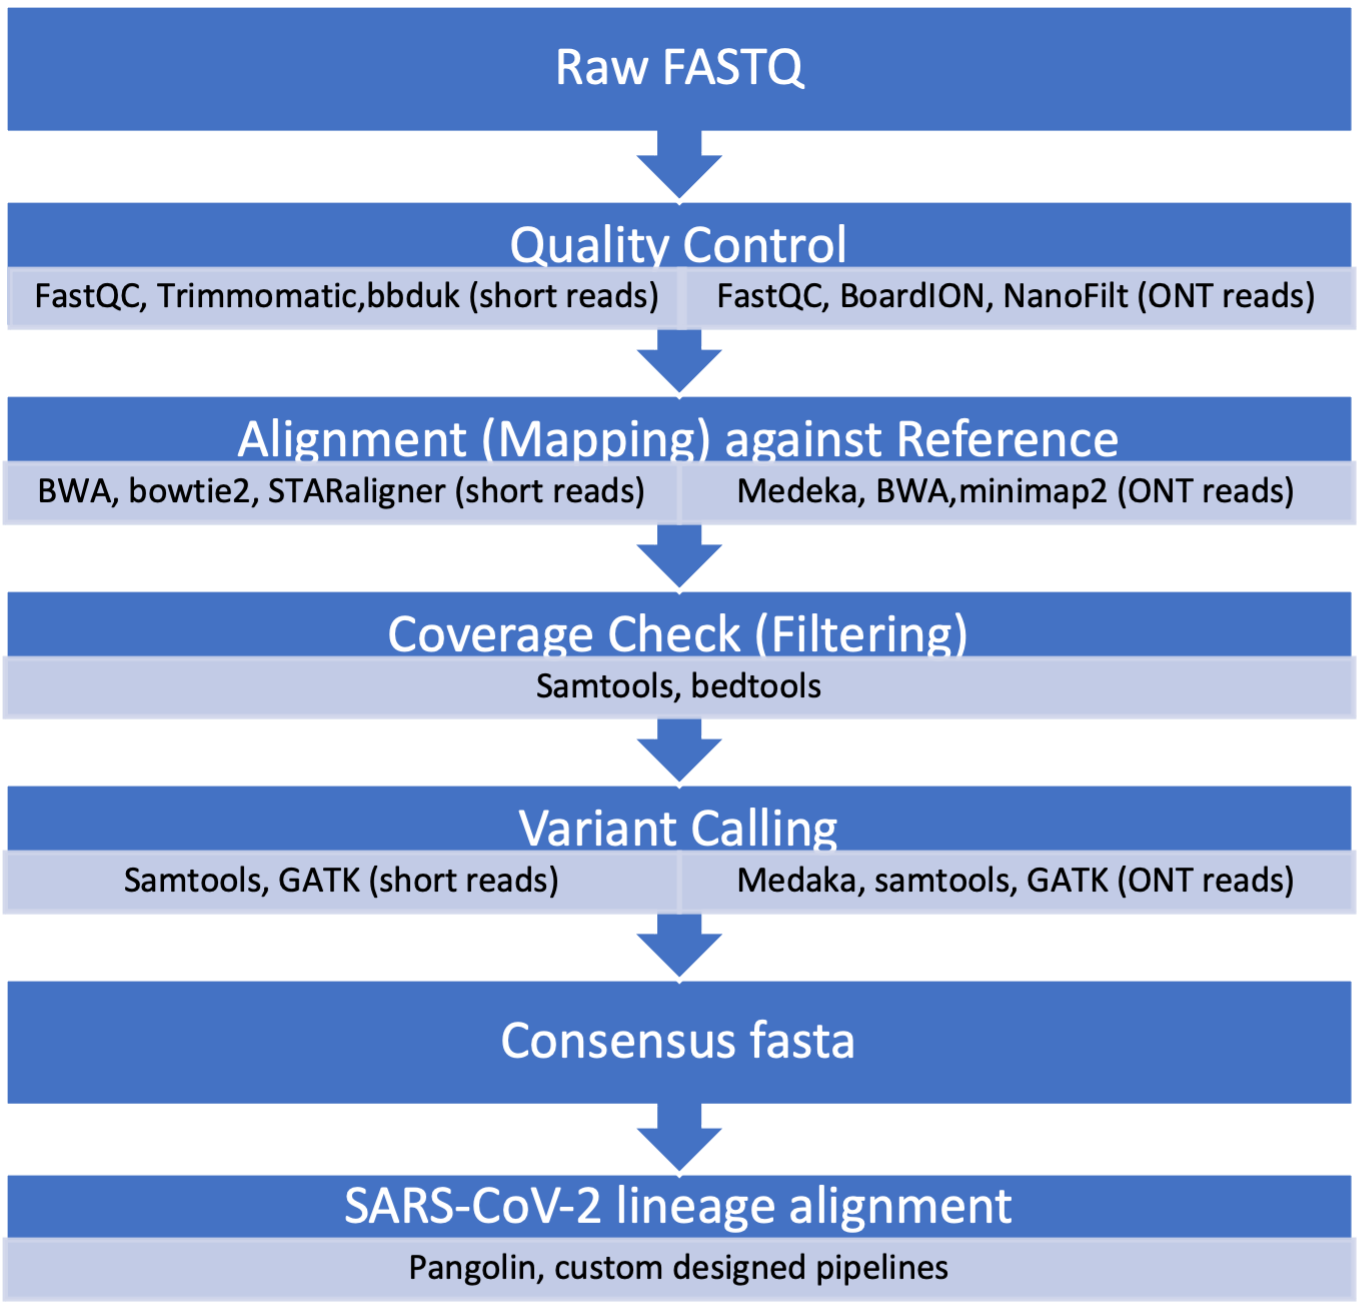 Raw FASTQ
Quality Control
FastQC, Trimmomatic,bbduk (short reads)
FastQC, BoardION, NanoFilt (ONT reads)
Alignment (Mapping) against Reference
BWA, bowtie2, STARaligner (short reads)
Medeka, BWA,minimap2 (ONT reads)
Coverage Check (Filtering)
Samtools, bedtools
Variant Calling
Samtools, GATK (short reads)
Medaka, samtools, GATK (ONT reads)
Consensus fasta
SARS-CoV-2 lineage alignment
Pangolin, custom designed pipelines